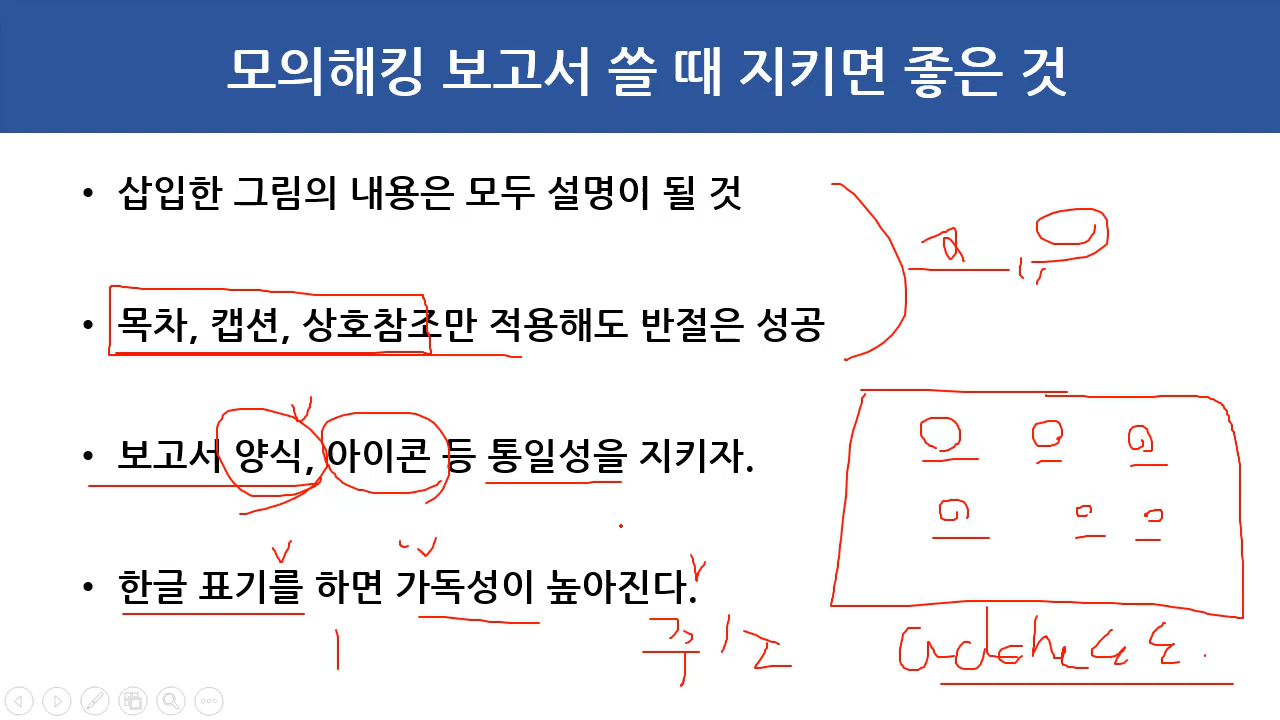 모의해킹 보고서 쓸 때 지키면 좋은 것
• 삽입한 그림의 내용은 모두 설명이 될 것
• 목차, 캡션, 상호참조만 적용해도 반절은 성공
• 보고서 양식, 아이콘 등 통일성을 지키자.
• 한글 표기를 하면 가독성이 높아진다.